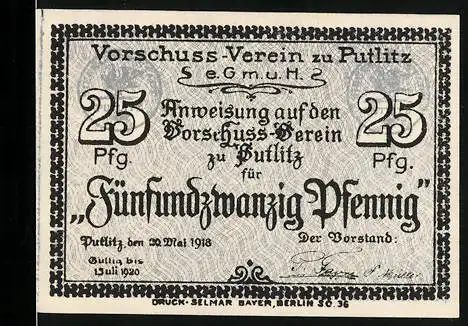 Vorschuss-Verein zu Putlitz
e.G.m.u.H.
25 Pfg.
Anweisung auf den
Vorschuss-Verein
zu Putlitz
für
25 Pfg.
„Fünfundzwanzig Pfennig"
Putlitz, den 20. Mai 1918
Der Vorstand:
Gültig bis
1 Juli 1920
DRUCK-SELMAR BAYER, BERLIN SO. 36